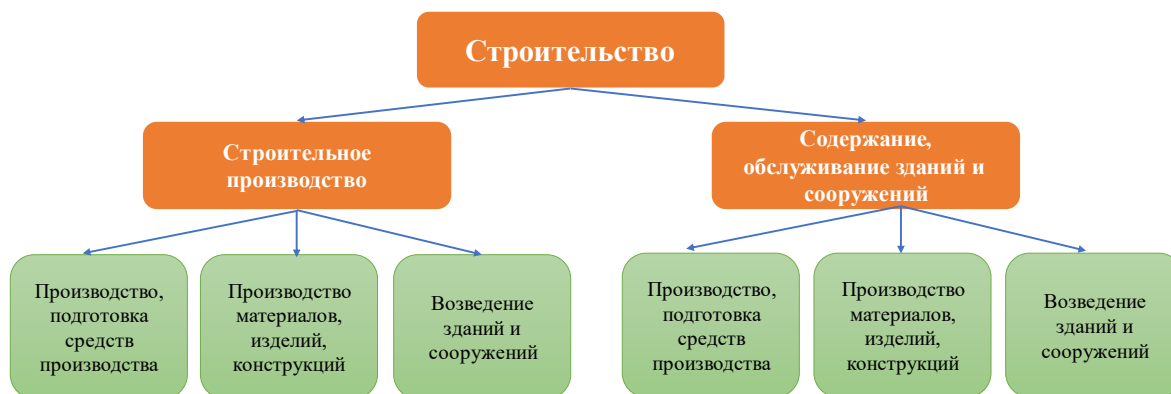 Строительство
Строительное
производство
Содержание,
обслуживание зданий и
сооружений
Производство,
подготовка
средств
производства
Производство
материалов,
изделий,
конструкций
Возведение
зданий и
сооружений
Производство,
подготовка
средств
производства
Производство
материалов,
изделий,
конструкций
Возведение
зданий и
сооружений